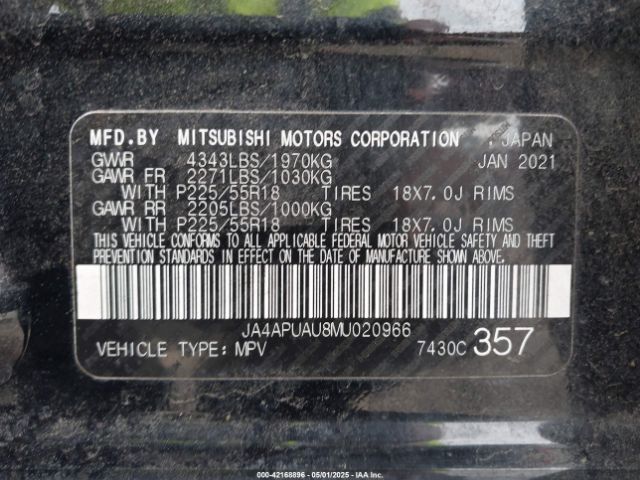 MFD.BY MITSUBISHI MOTORS CORPORATION , JAPAN
GVWR 4343LBS/1970KG JAN 2021
GAWR FR 2271LBS/1030KG
WITH P225/55R18 TIRES 18X7.0J RIMS
GAWR RR 2205LBS/1000KG
WITH P225/55R18 TIRES 18X7.0J RIMS
THIS VEHICLE CONFORMS TO ALL APPLICABLE FEDERAL MOTOR VEHICLE SAFETY AND THEFT
PREVENTION STANDARDS IN EFFECT ON THE DATE OF MANUFACTURE SHOWN ABOVE.
JA4APUAU8MU020966
VEHICLE TYPE: MPV 7430C 357
000-42168896 - 05/01/2025 - IAA Inc.